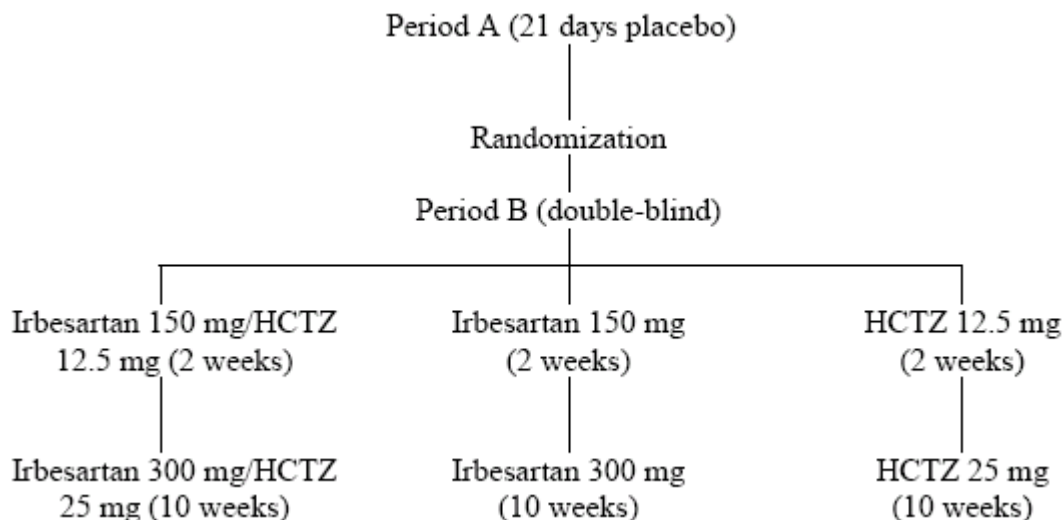 Period A (21 days placebo)
Randomization
Period B (double-blind)
Irbesartan 150 mg/HCTZ
12.5 mg (2 weeks)
Irbesartan 150 mg
(2 weeks)
HCTZ 12.5 mg
(2 weeks)
Irbesartan 300 mg/HCTZ
25 mg (10 weeks)
Irbesartan 300 mg
(10 weeks)
HCTZ 25 mg
(10 weeks)